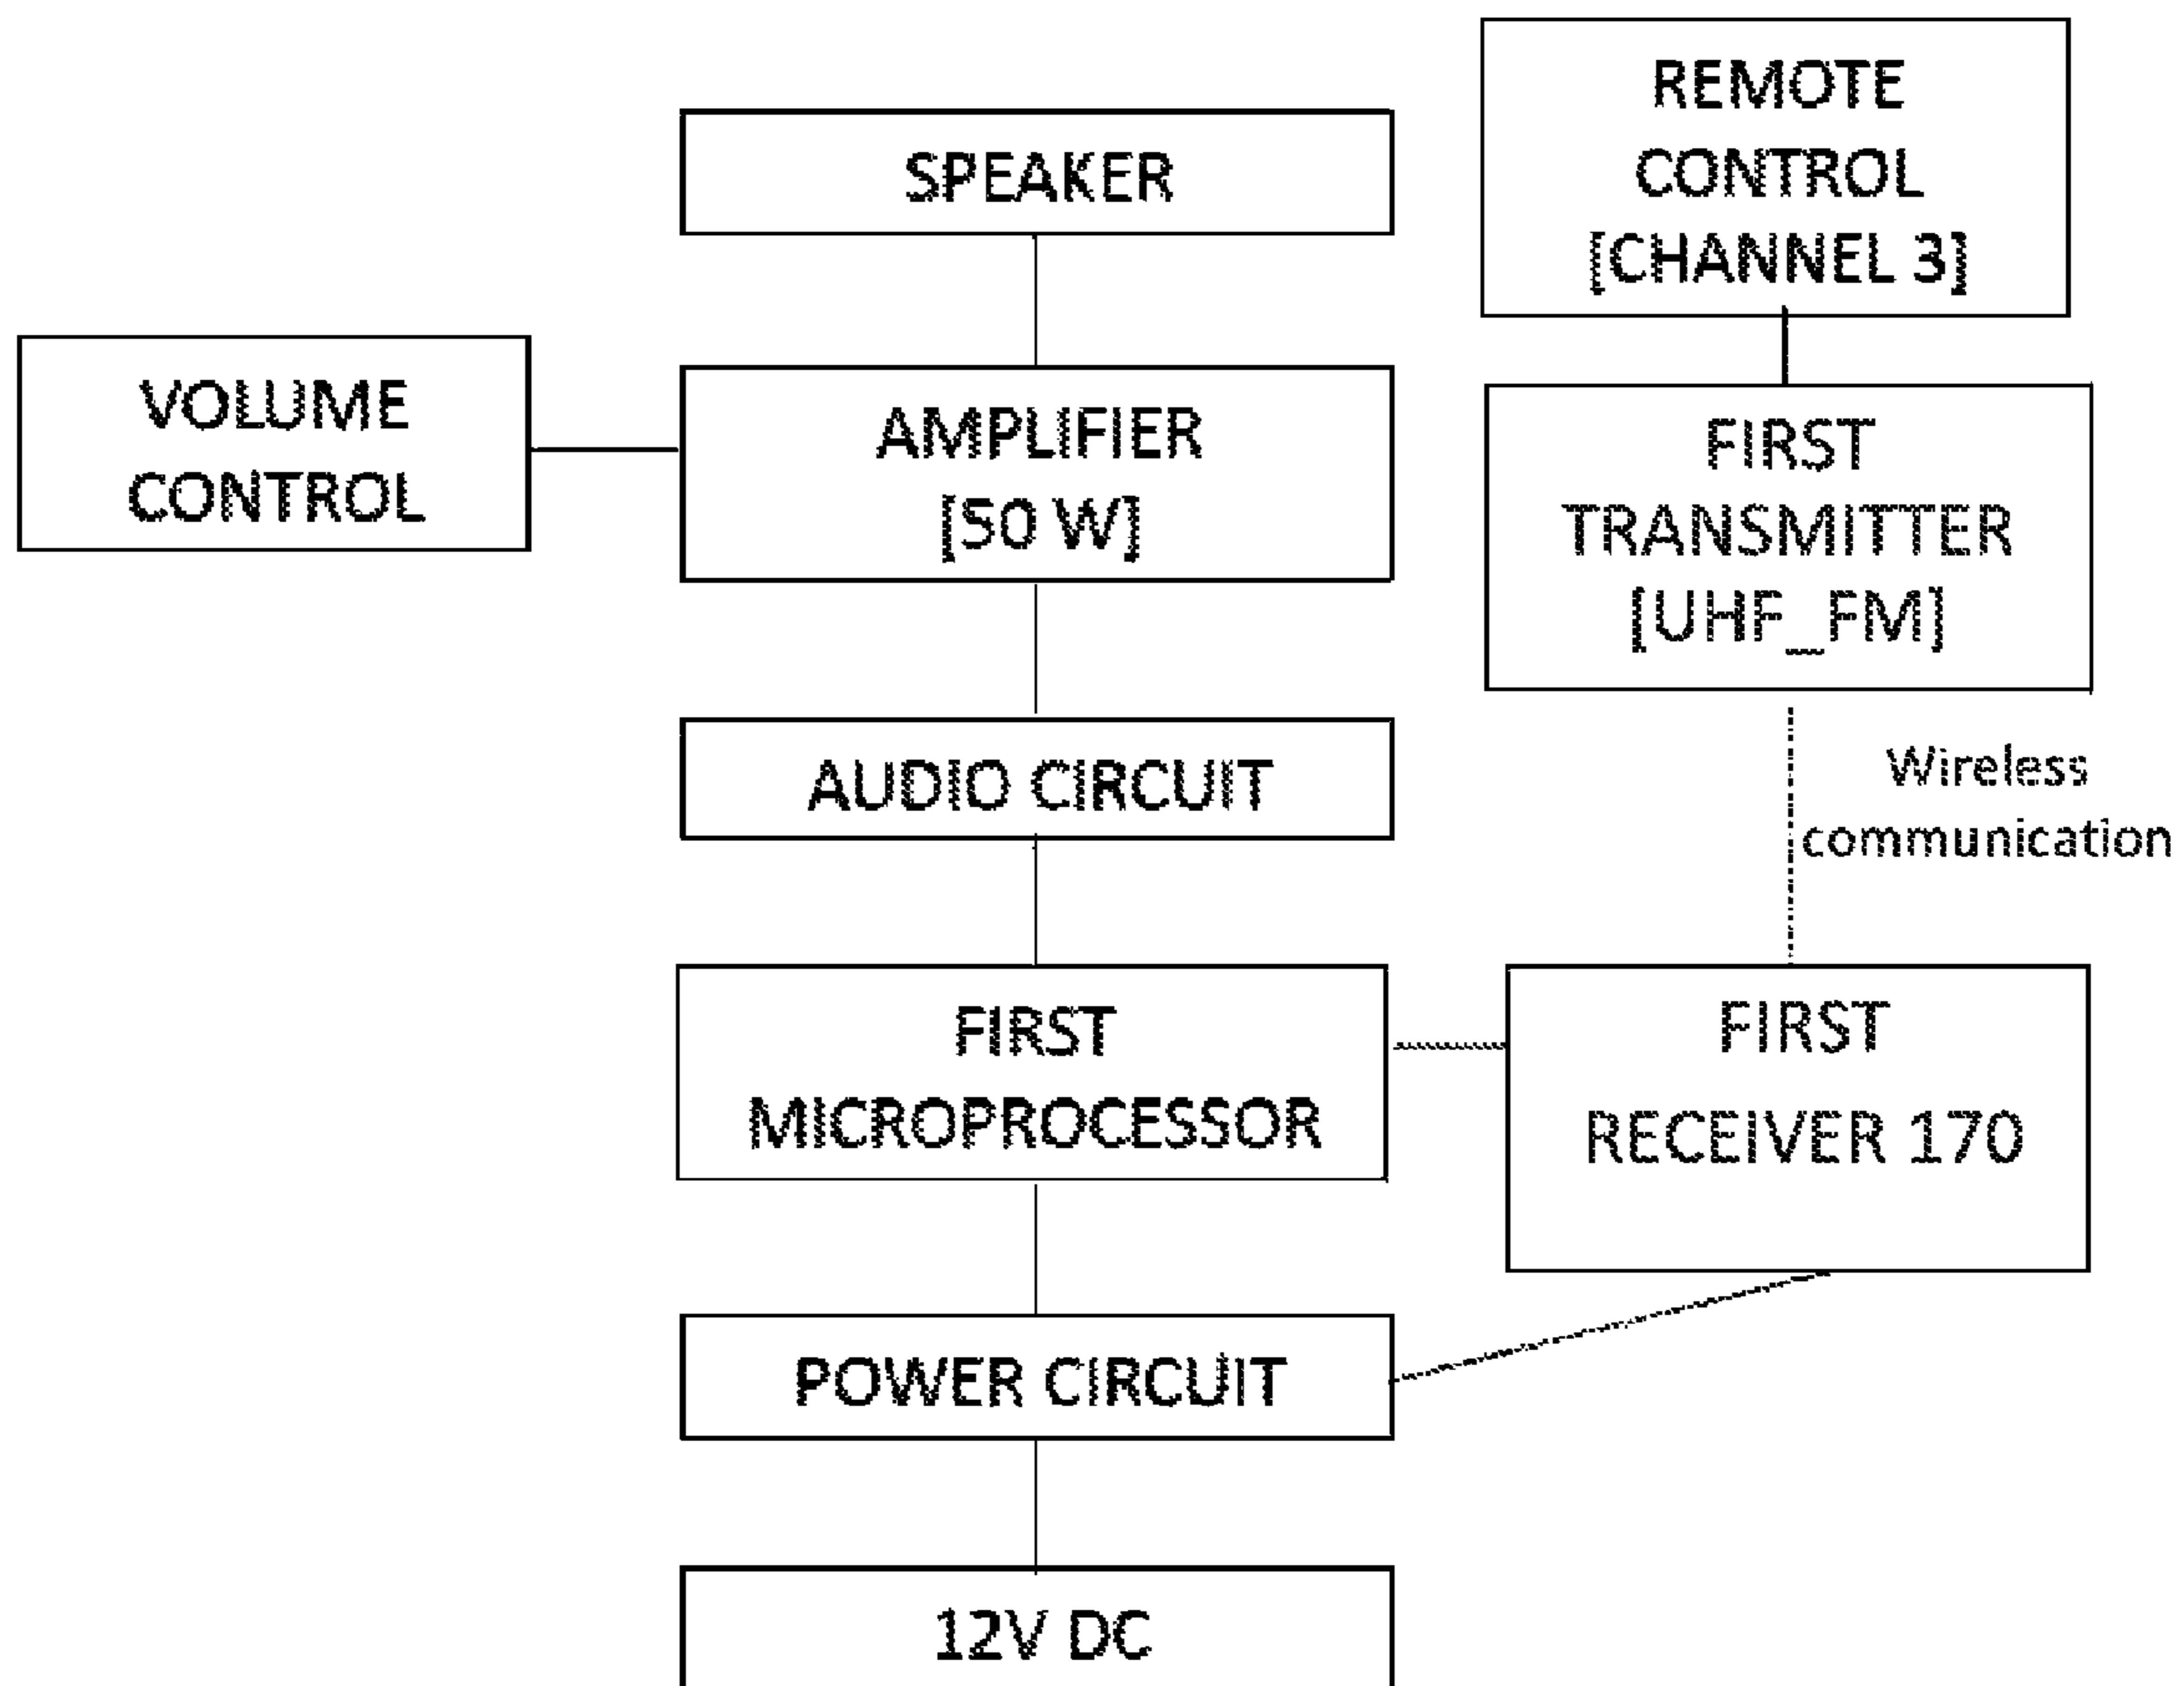 REMOTE
CONTROL
[CHANNEL 3]
SPEAKER
VOLUME
CONTROL
AMPLIFIER
[50 W]
FIRST
TRANSMITTER
[UHF_FM]
AUDIO CIRCUIT
Wireless
communication
FIRST
MICROPROCESSOR
FIRST
RECEIVER 170
POWER CIRCUIT
12V DC